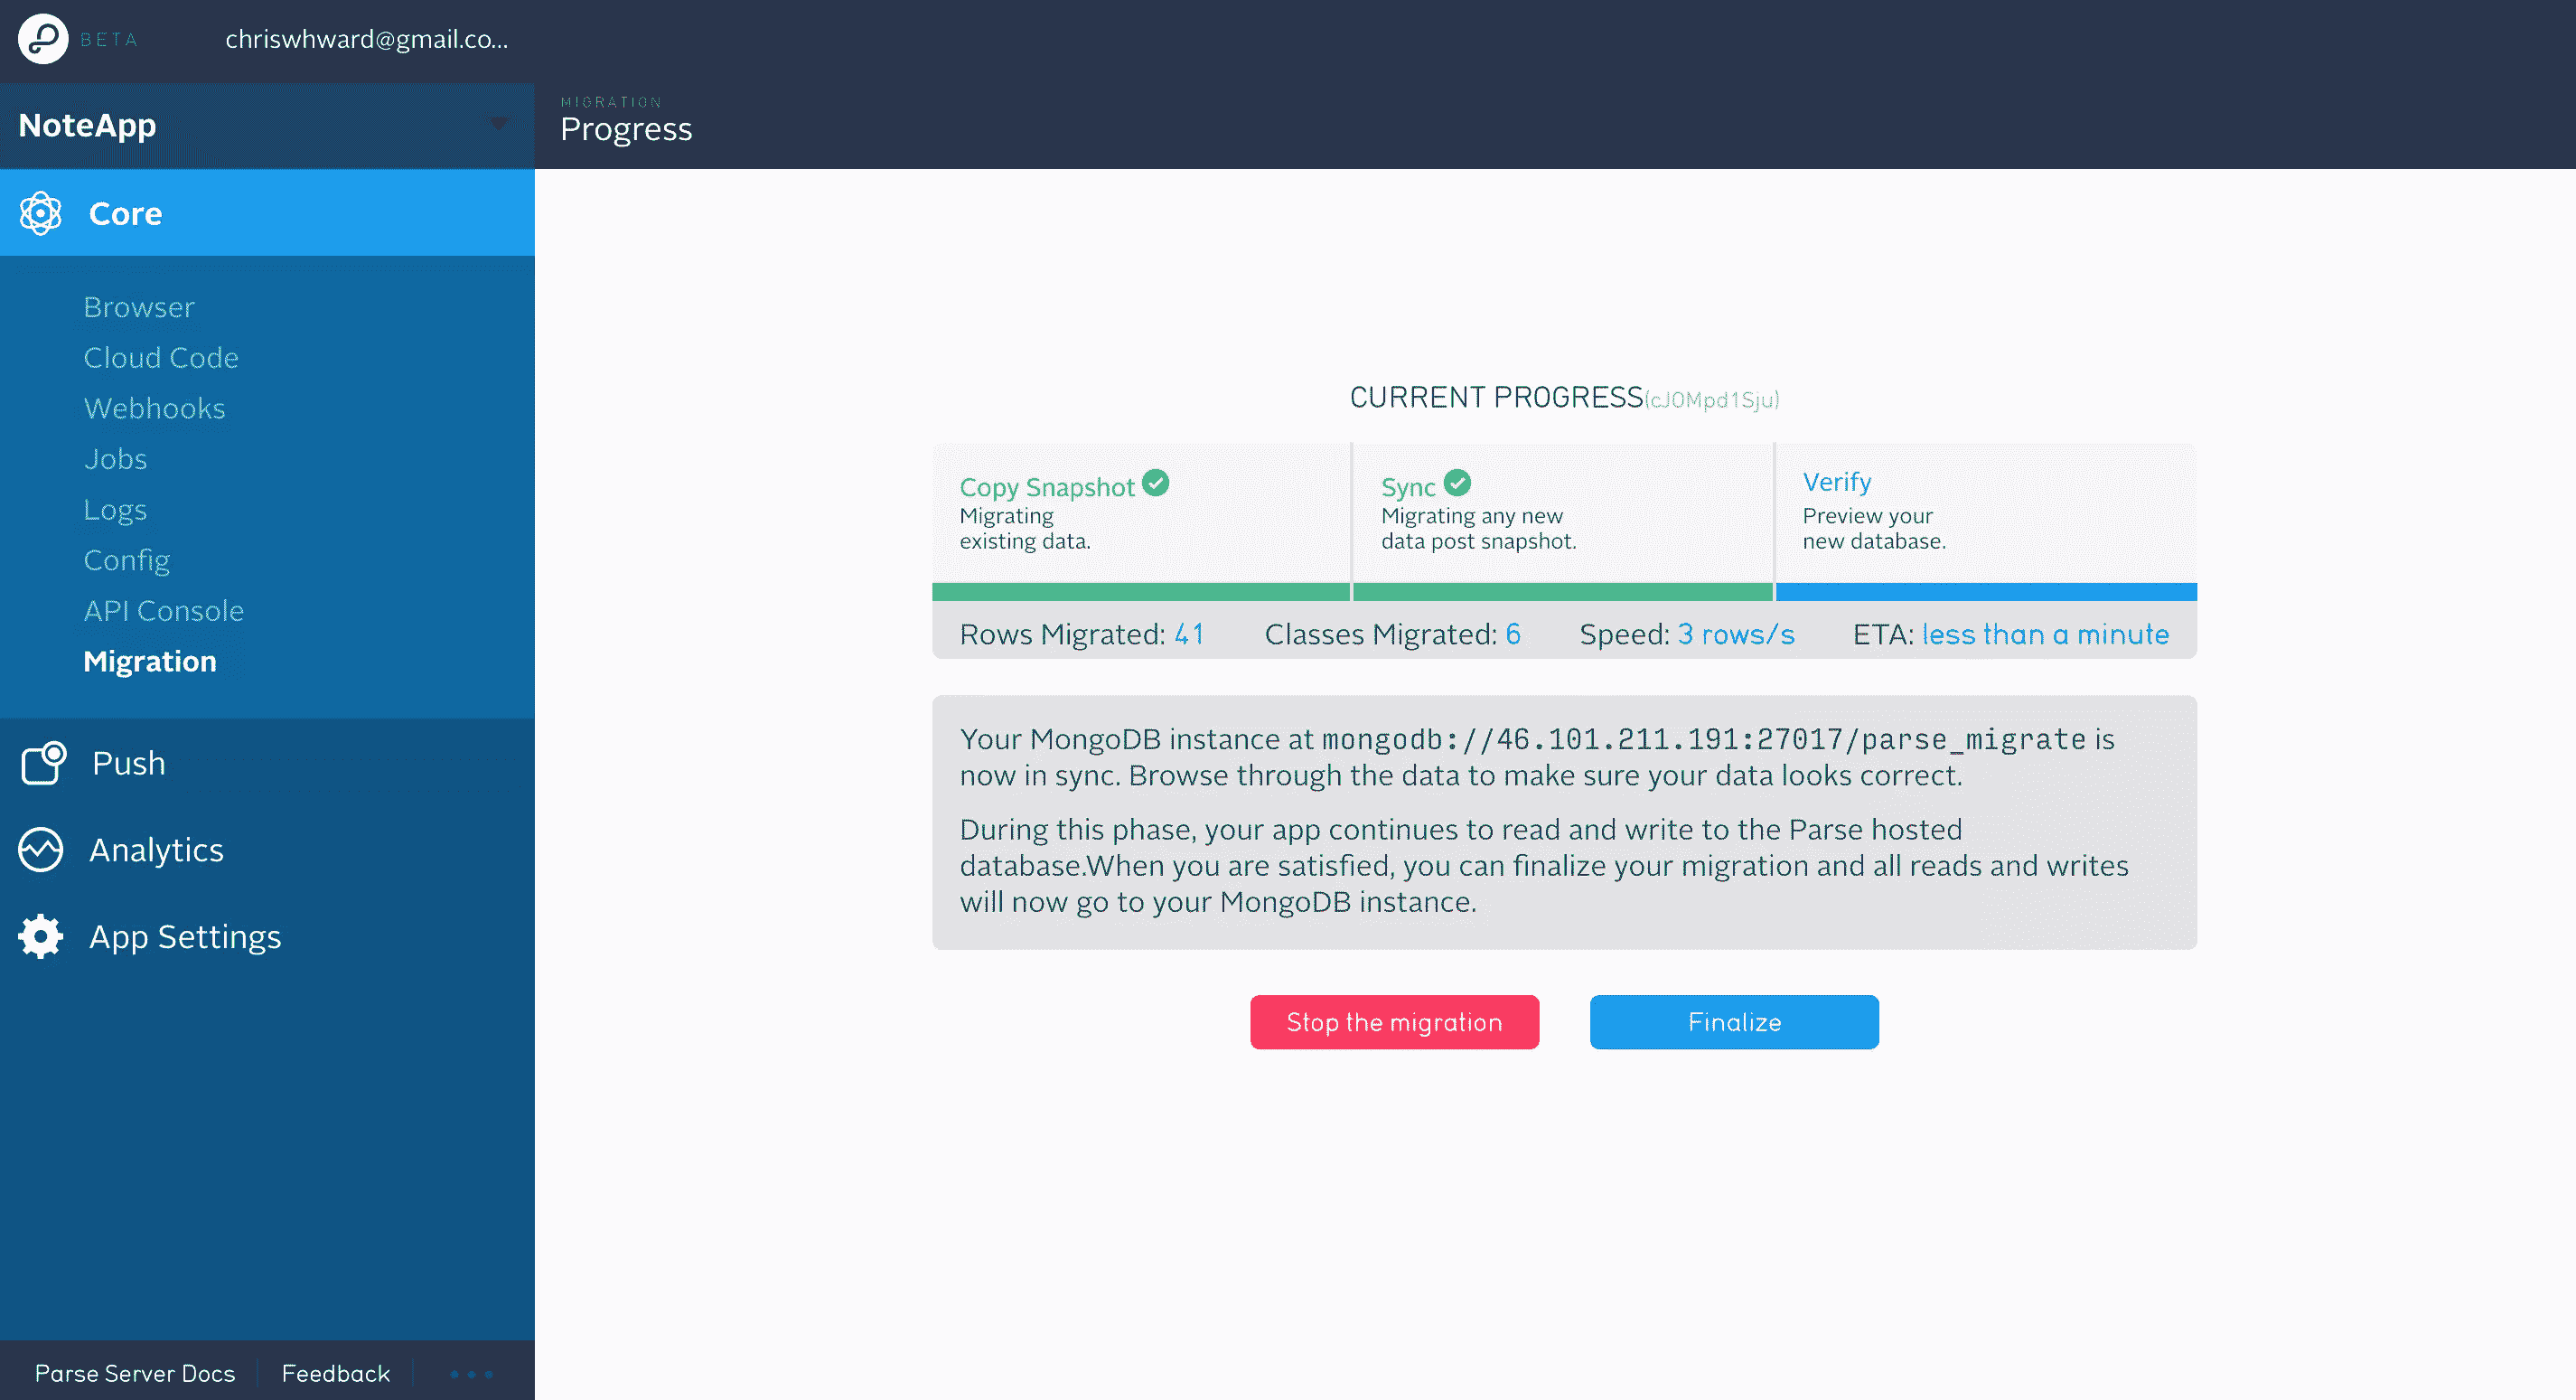 BETA
chriswhward@gmail.co...
NoteApp
MIGRATION
Progress
Core
Browser
Cloud Code
Webhooks
Jobs
Logs
Config
API Console
Migration
Push
Analytics
App Settings
Parse Server Docs
Feedback
CURRENT PROGRESS(cJ0Mpd1Sju)
Copy Snapshot
Migrating
existing data.
Sync
Migrating any new
data post snapshot.
Verify
Preview your
new database.
Rows Migrated: 41 Classes Migrated: 6 Speed: 3 rows/s ETA: less than a minute
Your MongoDB instance at mongodb://46.101.211.191:27017/parse_migrate is
now in sync. Browse through the data to make sure your data looks correct.
During this phase, your app continues to read and write to the Parse hosted
database.When you are satisfied, you can finalize your migration and all reads and writes
will now go to your MongoDB instance.
Stop the migration
Finalize